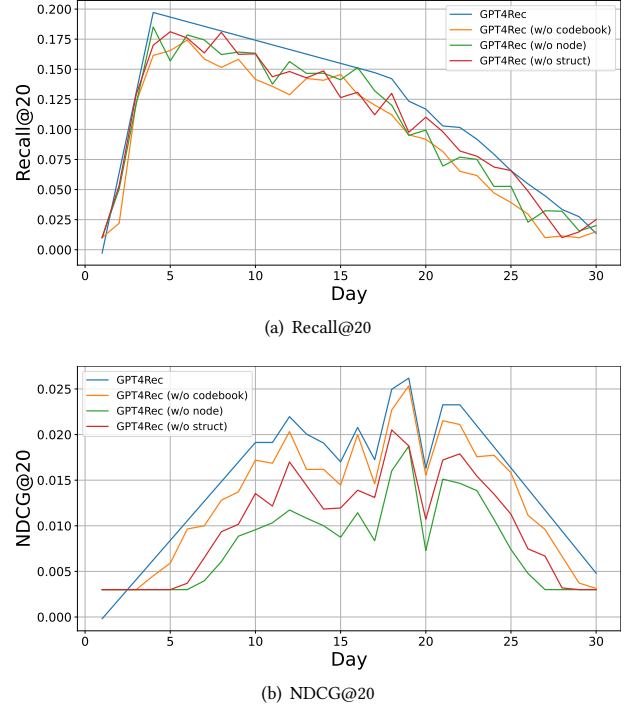 0.200
0.175
0.150
0.125
0.100
0.075
0.050
0.025
0.000
Recall@20
GPT4Rec
GPT4Rec (w/o codebook)
GPT4Rec (w/o node)
GPT4Rec (w/o struct)
0 5 10 15 20 25 30
Day
(a) Recall@20
0.025
0.020
0.015
0.010
0.005
0.000
NDCG@20
GPT4Rec
GPT4Rec (w/o codebook)
GPT4Rec (w/o node)
GPT4Rec (w/o struct)
0 5 10 15 20 25 30
Day
(b) NDCG@20